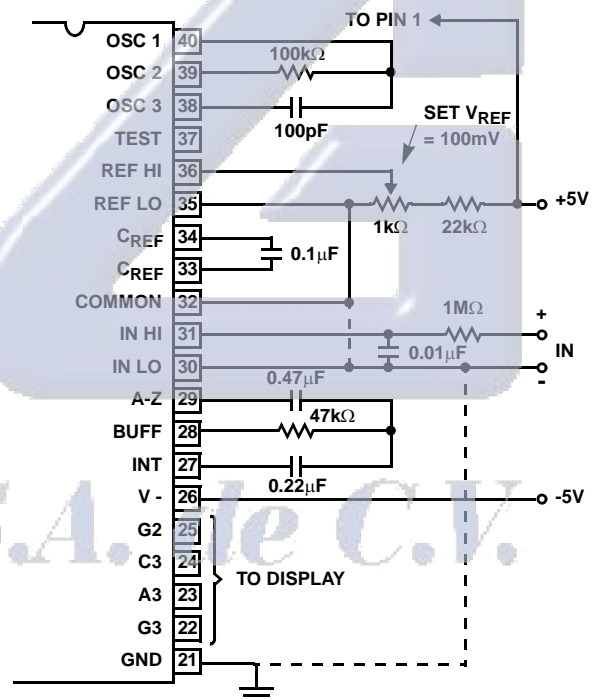 TO PIN 1
OSC 1 40
100kΩ
OSC 2 39
OSC 3 38
100pF
SET VREF
= 100mV
TEST 37
REF HI 36
REF LO 35
+5V
1kΩ 22kΩ
CREF 34
0.1μF
CREF 33
COMMON 32
1MΩ
+
IN HI 31
0.01μF
IN
IN LO 30
-
0.47μF
A-Z 29
47kΩ
BUFF 28
INT 27
0.22μF
V - 26
-5V
G2 25
C3 24
TO DISPLAY
A3 23
G3 22
GND 21
.A. de C.V.